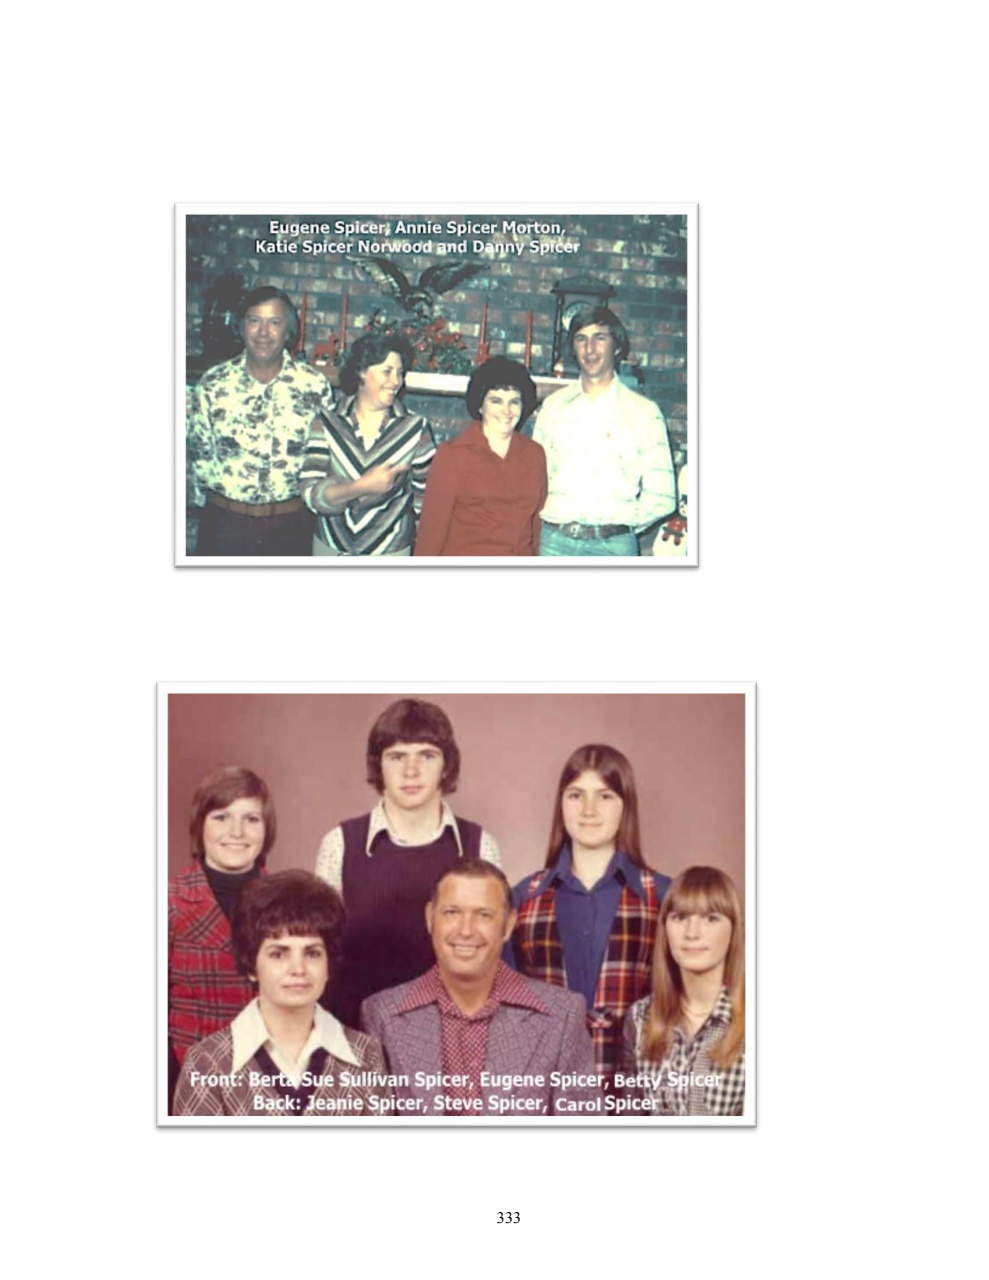 Eugene Spicer, Annie Spicer Morton,
Katie Spicer Norwood and Danny Spicer
Front: Berta Sue Sullivan Spicer, Eugene Spicer, Betty Spicer
Back: Jeanie Spicer, Steve Spicer, Carol Spicer
333